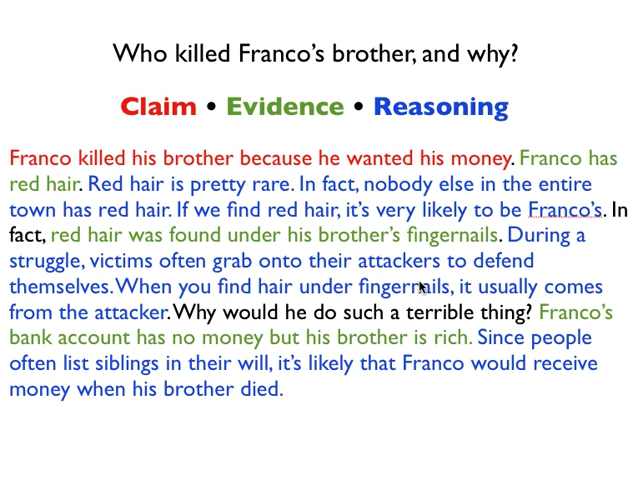 Who killed Franco's brother, and why?
Claim • Evidence • Reasoning
Franco killed his brother because he wanted his money. Franco has
red hair. Red hair is pretty rare. In fact, nobody else in the entire
town has red hair. If we find red hair, it's very likely to be Franco's. In
fact, red hair was found under his brother's fingernails. During a
struggle, victims often grab onto their attackers to defend
themselves. When you find hair under fingernails, it usually comes
from the attacker. Why would he do such a terrible thing? Franco's
bank account has no money but his brother is rich. Since people
often list siblings in their will, it's likely that Franco would receive
money when his brother died.